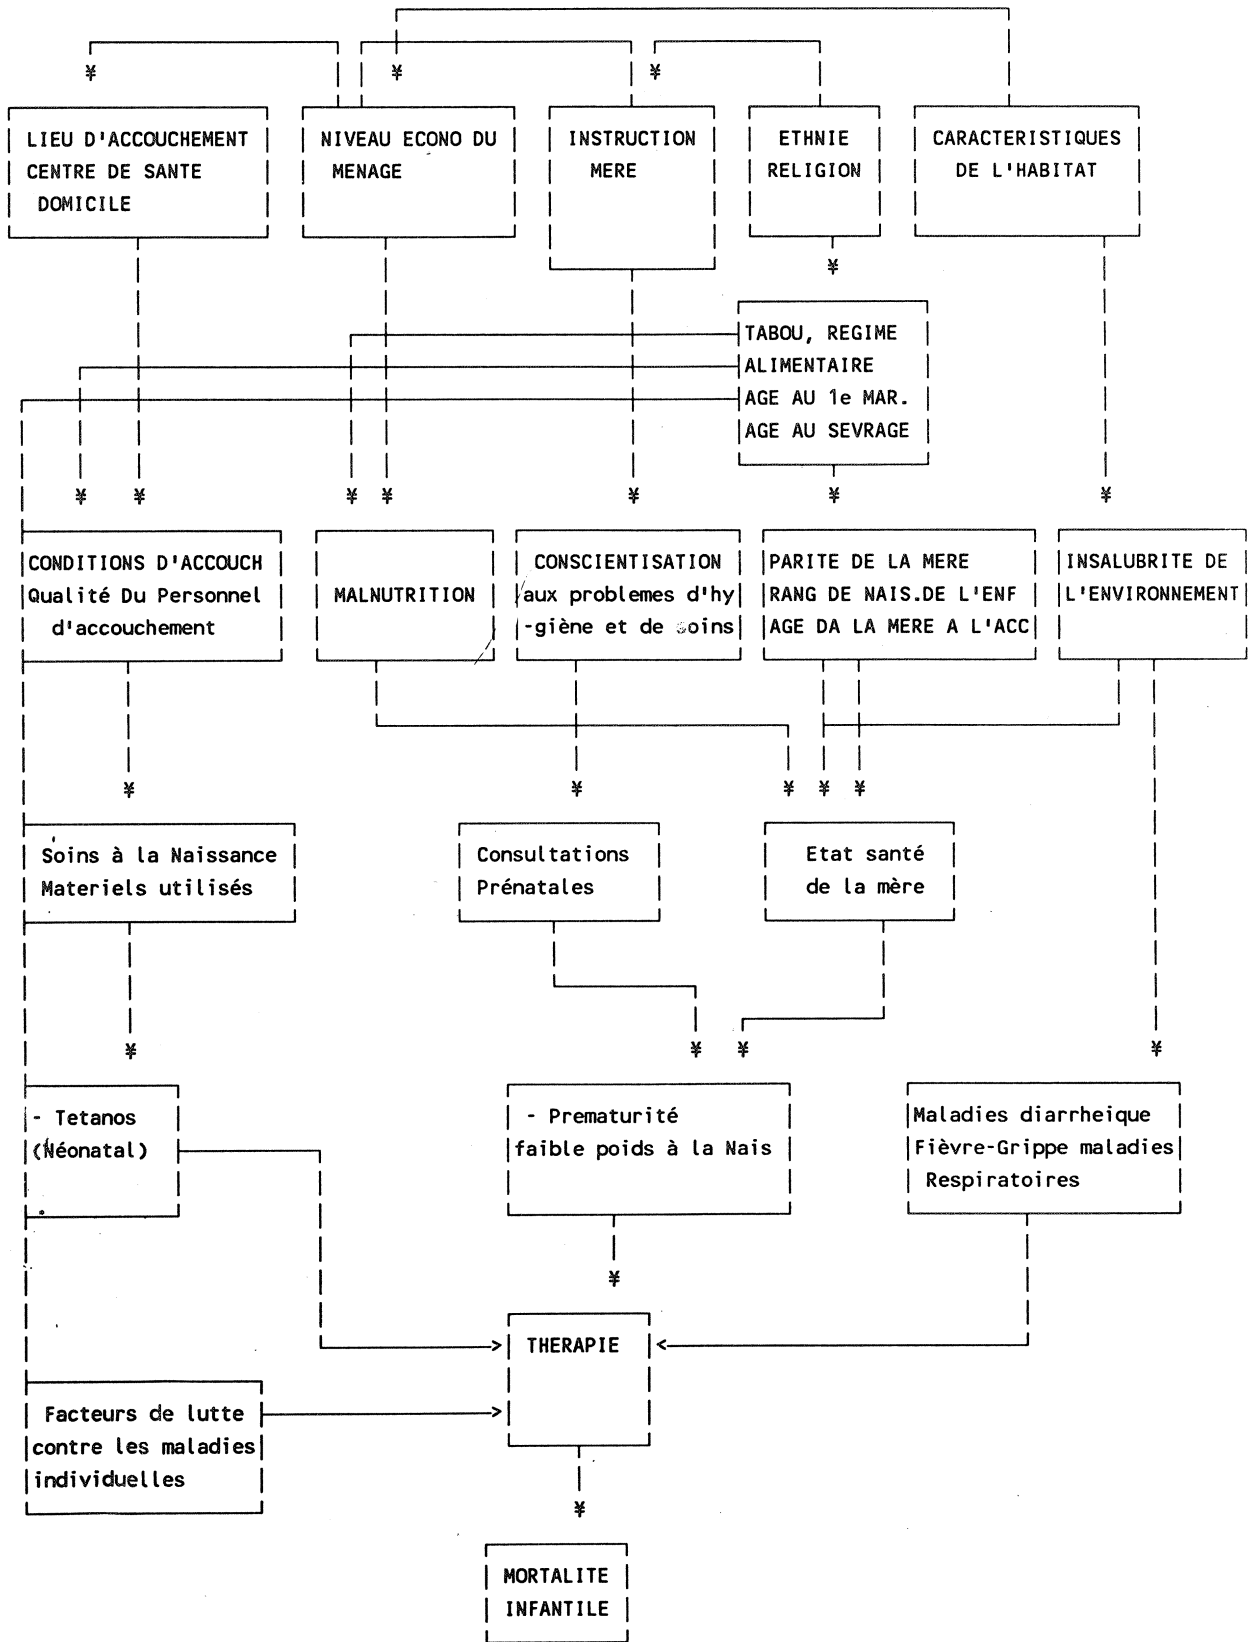 LIEU D'ACCOUCHEMENT
CENTRE DE SANTE
DOMICILE
NIVEAU ECONO DU
MENAGE
INSTRUCTION
MERE
ETHNIE
RELIGION
CARACTERISTIQUES
DE L'HABITAT
TABOU, REGIME
ALIMENTAIRE
AGE AU 1e MAR.
AGE AU SEVRAGE
CONDITIONS D'ACCOUCH
Qualité Du Personnel
d'accouchement
MALNUTRITION
CONSCIENTISATION
aux problemes d'hy
-giène et de soins
PARITE DE LA MERE
RANG DE NAIS.DE L'ENF
AGE DA LA MERE A L'ACC
INSALUBRITE DE
L'ENVIRONNEMENT
Soins à la Naissance
Materiels utilisés
Consultations
Prénatales
Etat santé
de la mère
- Tetanos
(Néonatal)
- Prematurité
faible poids à la Nais
Maladies diarrheique
Fièvre-Grippe maladies
Respiratoires
THERAPIE
Facteurs de lutte
contre les maladies
individuelles
MORTALITE
INFANTILE